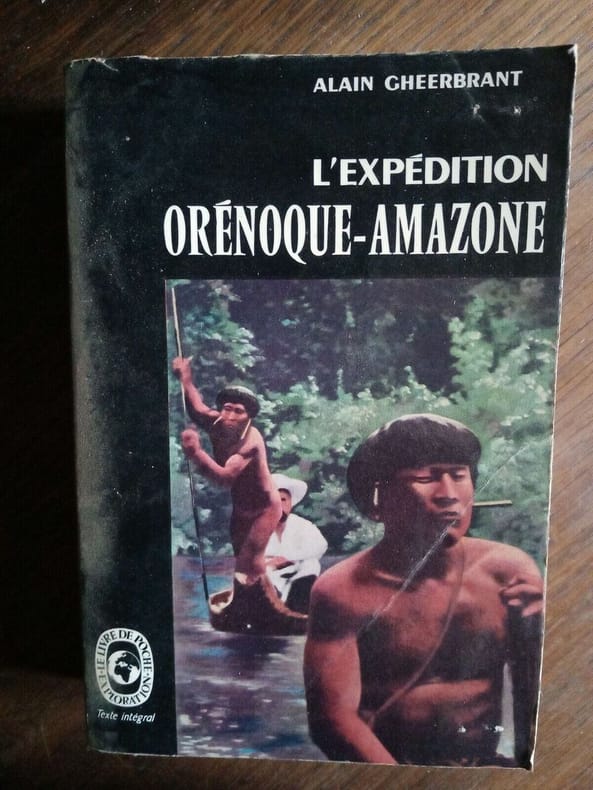 ALAIN GHEERBRANT
L'EXPÉDITION
ORÉNOQUE-AMAZONE
LE LIVRE DE POCHE
EXPLORATION
Texte intégral